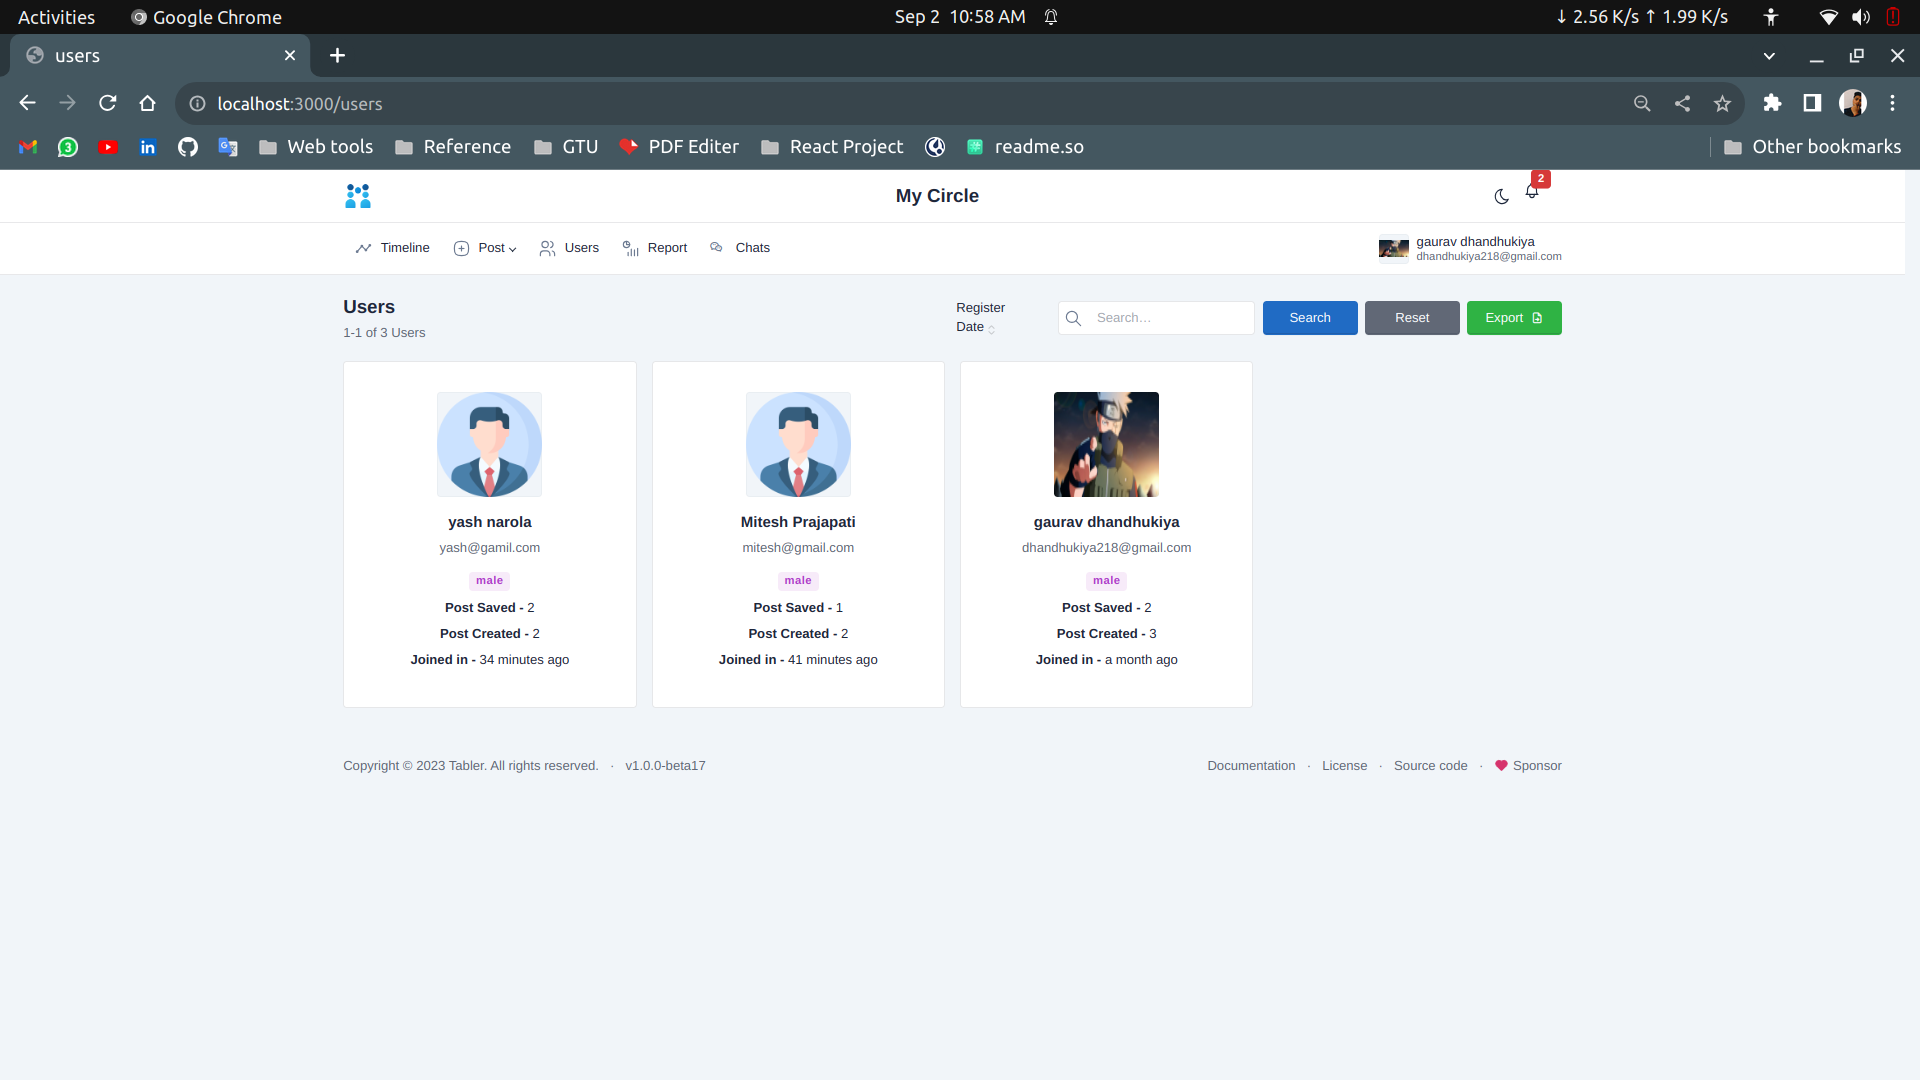 Activities Google Chrome Sep 2 10:58 AM ↓ 2.56 K/s ↑ 1.99 K/s
users
localhost:3000/users
3 in Web tools Reference GTU PDF Editer React Project readme.so Other bookmarks
My Circle 2
Timeline Post Users Report Chats gaurav dhandhukiya
dhandhukiya218@gmail.com
Users
1-1 of 3 Users
Register
Date
Search… Search Reset Export
yash narola
yash@gamil.com
male
Post Saved - 2
Post Created - 2
Joined in - 34 minutes ago
Mitesh Prajapati
mitesh@gmail.com
male
Post Saved - 1
Post Created - 2
Joined in - 41 minutes ago
gaurav dhandhukiya
dhandhukiya218@gmail.com
male
Post Saved - 2
Post Created - 3
Joined in - a month ago
Copyright © 2023 Tabler. All rights reserved. · v1.0.0-beta17 Documentation · License · Source code · Sponsor